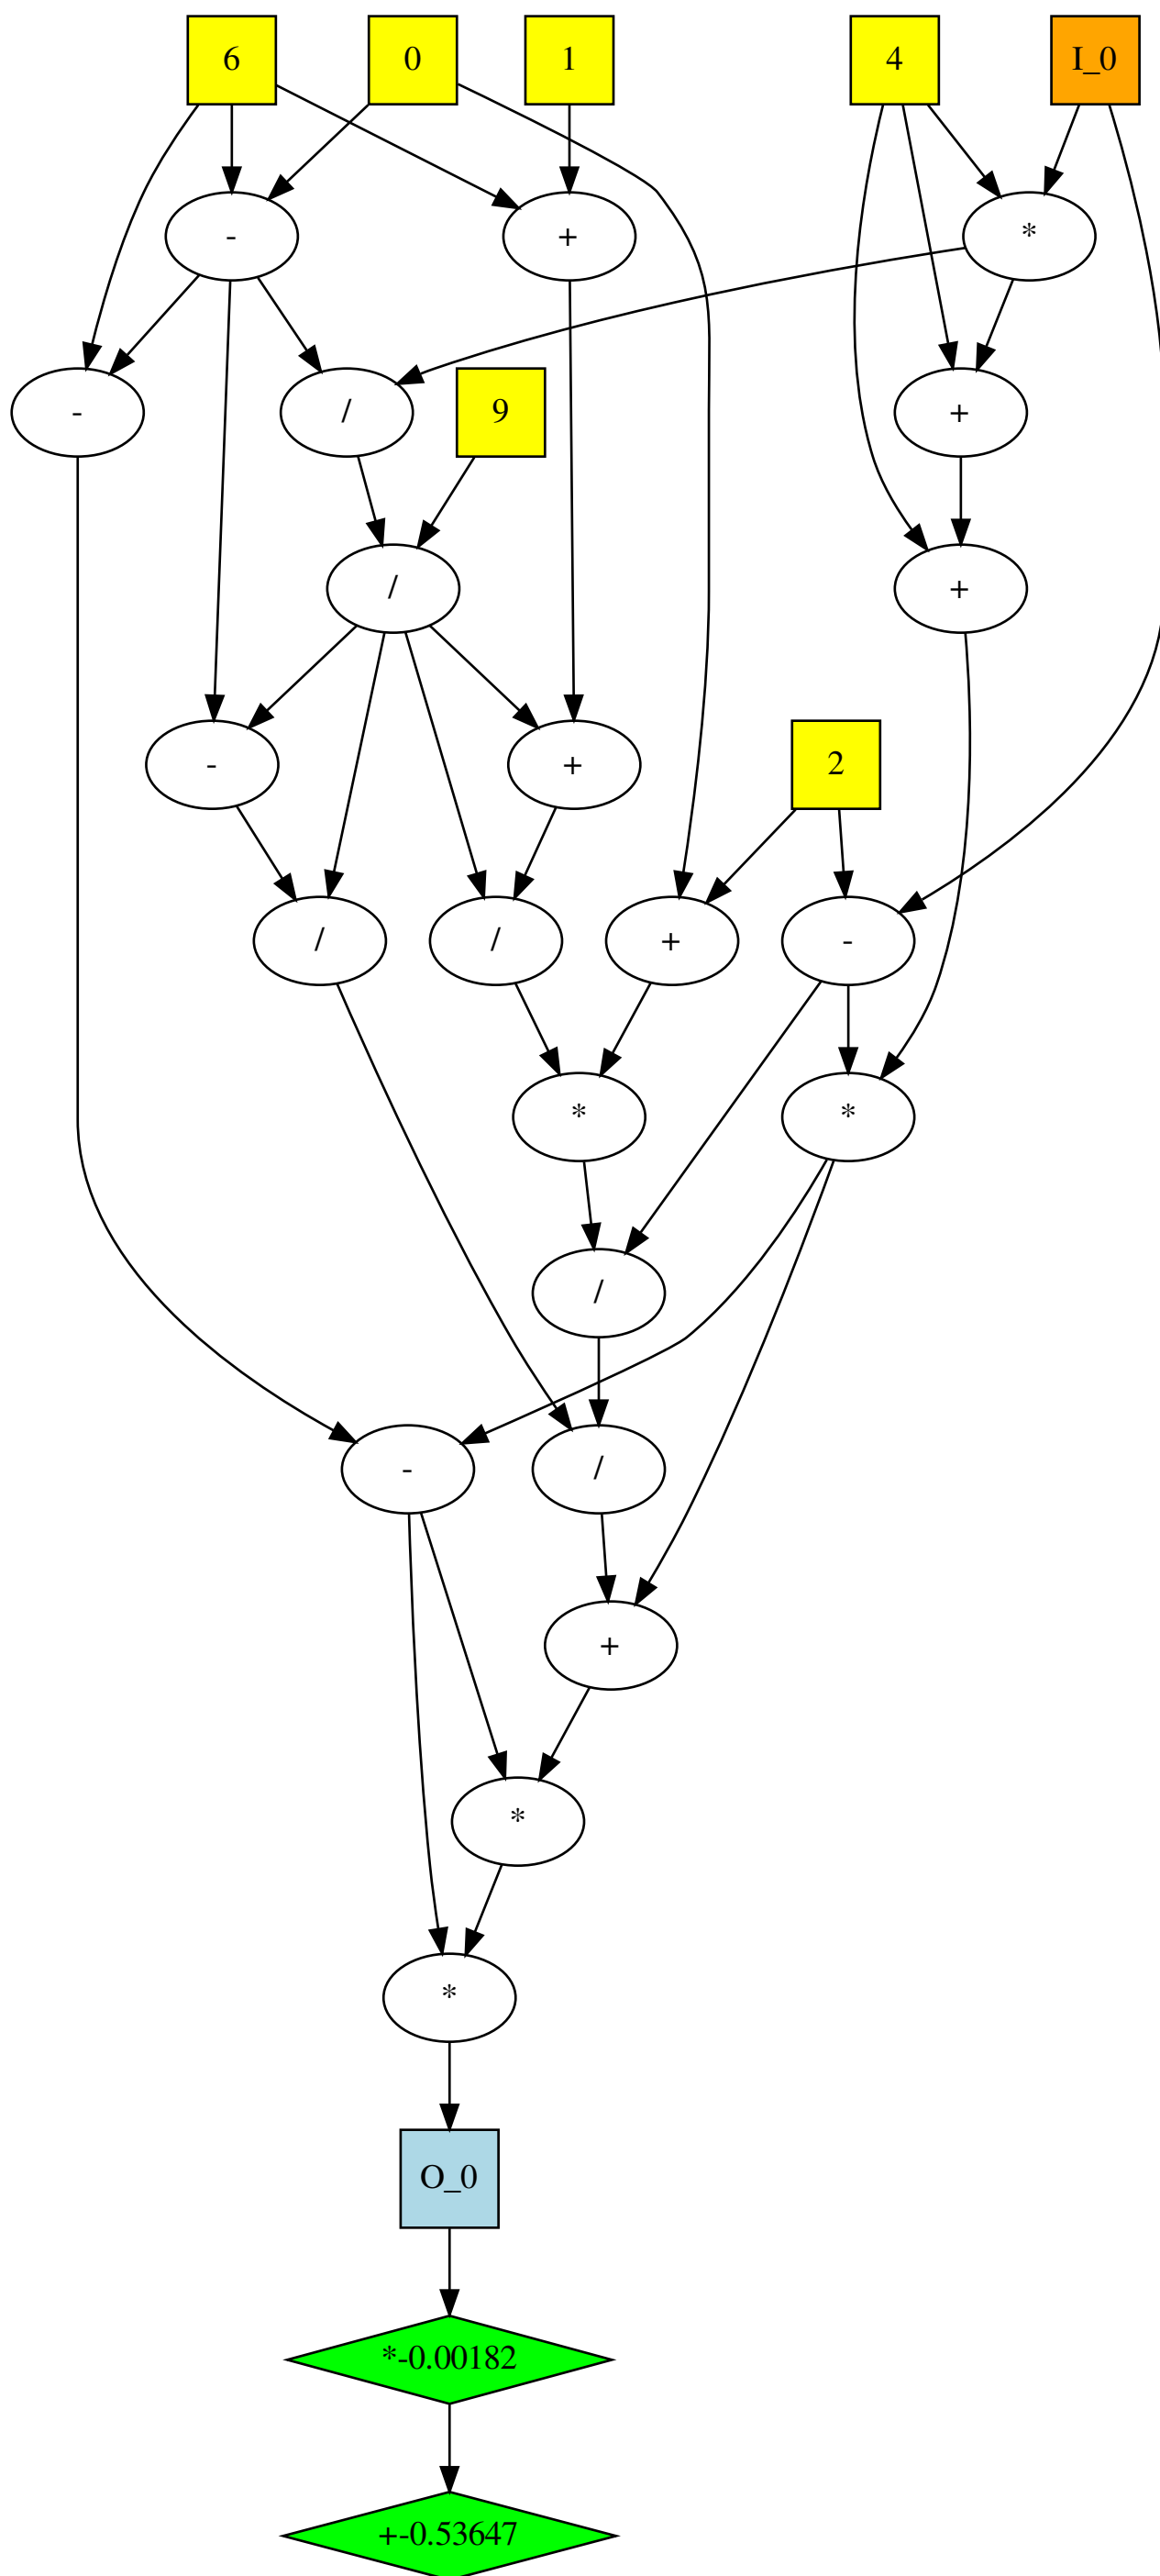 6 0 1 4 I_0
- + *
- / 9 +
/ +
- + 2
/ / + -
* *
/
- /
+
*
*
O_0
*-0.00182
+-0.53647